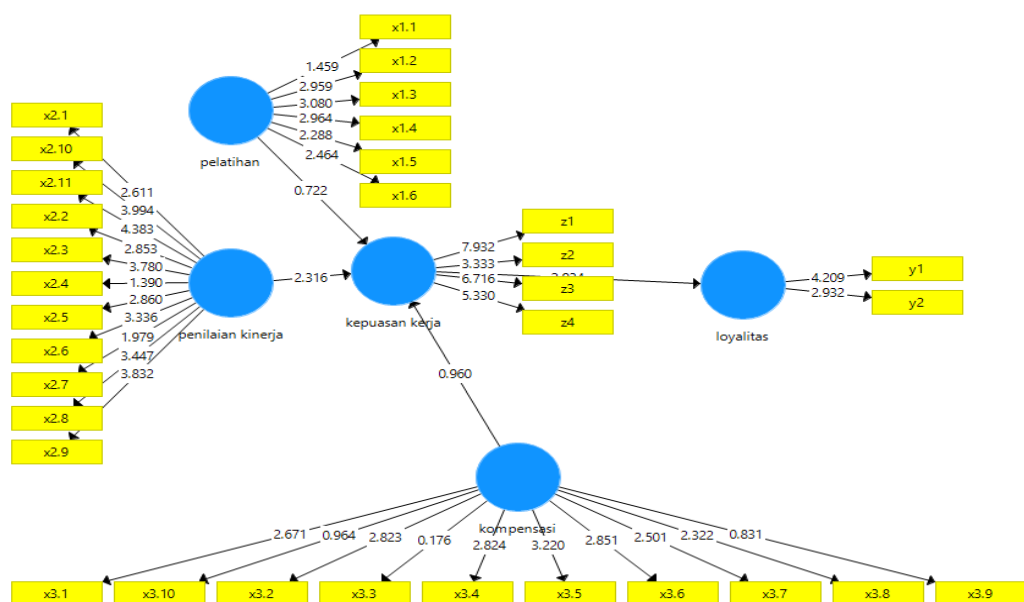 x1.1
x1.2
x1.3
x1.4
x1.5
x1.6
1.459
2.959
3.080
2.964
2.288
2.464
pelatihan
0.722
x2.1
x2.10
x2.11
x2.2
x2.3
x2.4
x2.5
x2.6
x2.7
x2.8
x2.9
2.611
3.994
4.383
2.853
3.780
1.390
2.860
3.336
1.979
3.447
3.832
penilaian kinerja
2.316
kepuasan kerja
7.932
3.333
6.716
5.330
z1
z2
z3
z4
loyalitas
4.209
2.932
y1
y2
0.960
kompensasi
2.671
0.964
2.823
0.176
2.824
3.220
2.851
2.501
2.322
0.831
x3.1
x3.10
x3.2
x3.3
x3.4
x3.5
x3.6
x3.7
x3.8
x3.9